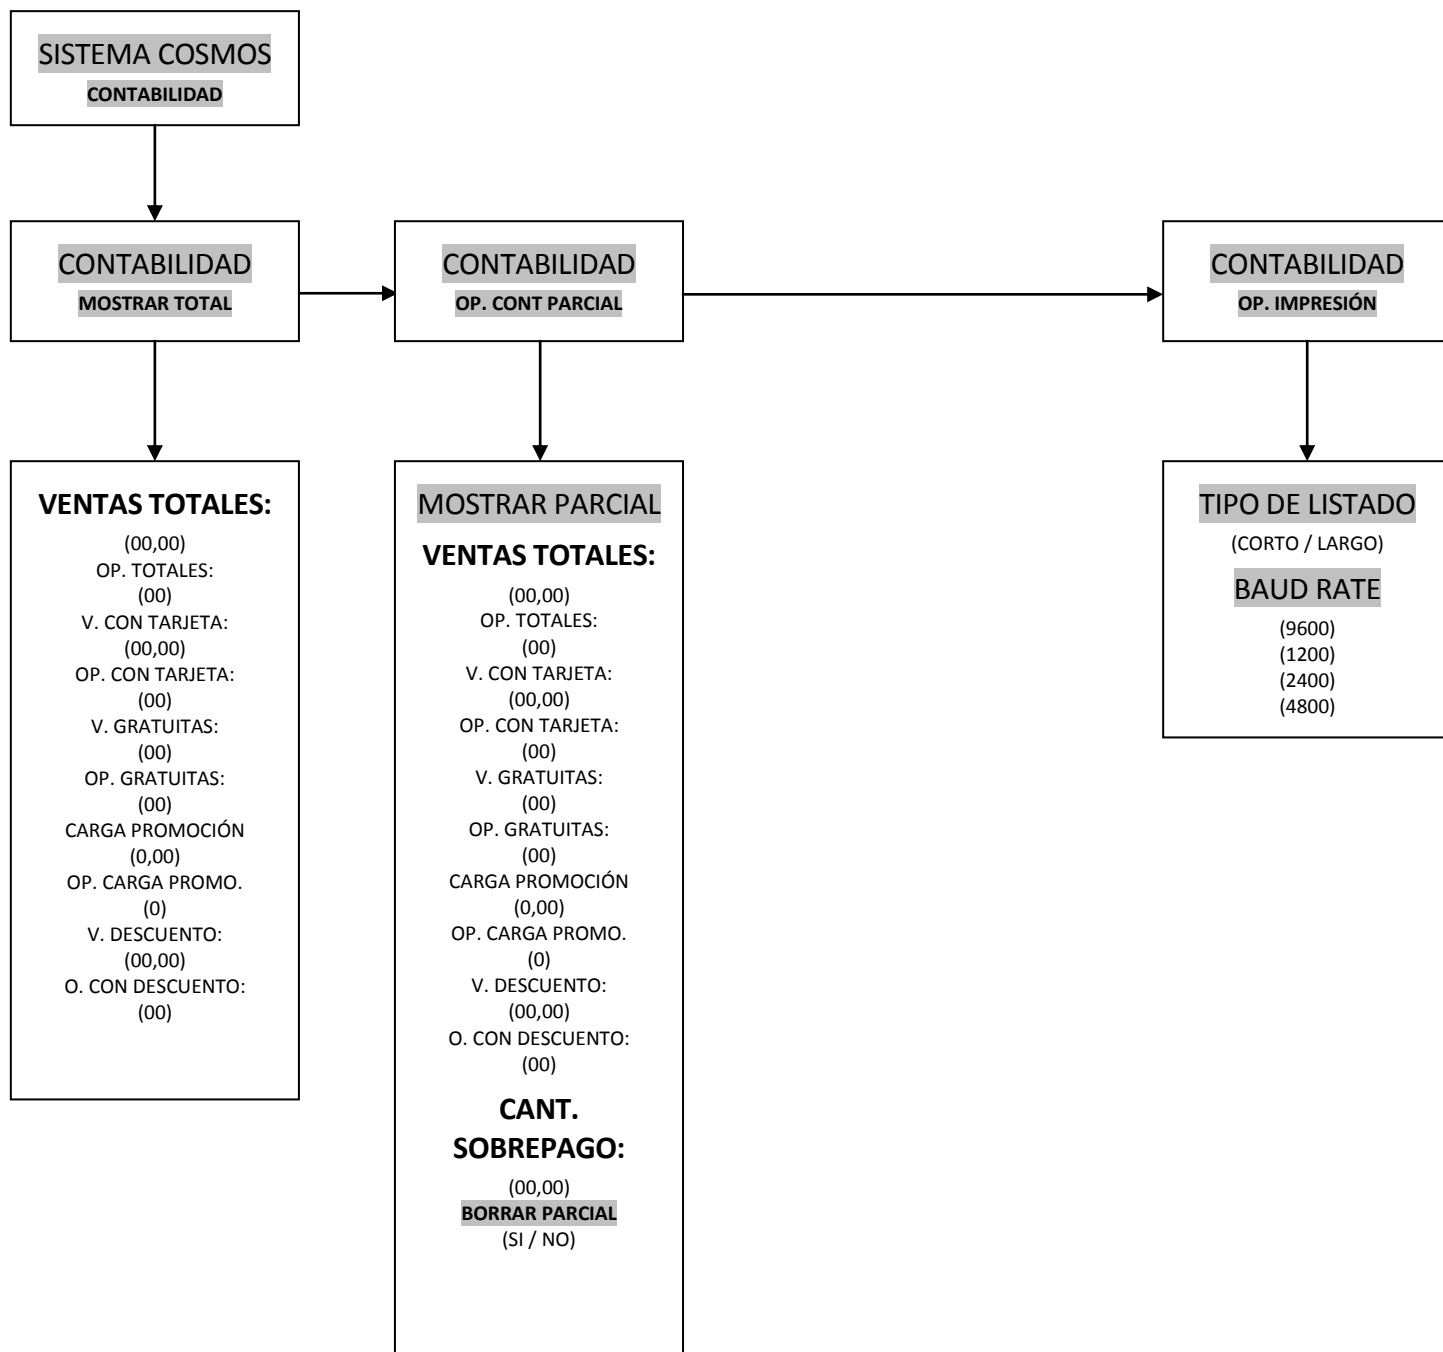 SISTEMA COSMOS
CONTABILIDAD
CONTABILIDAD
MOSTRAR TOTAL
CONTABILIDAD
OP. CONT PARCIAL
CONTABILIDAD
OP. IMPRESIÓN
VENTAS TOTALES:
(00,00)
OP. TOTALES:
(00)
V. CON TARJETA:
(00,00)
OP. CON TARJETA:
(00)
V. GRATUITAS:
(00)
OP. GRATUITAS:
(00)
CARGA PROMOCIÓN
(0,00)
OP. CARGA PROMO.
(0)
V. DESCUENTO:
(00,00)
O. CON DESCUENTO:
(00)
MOSTRAR PARCIAL
VENTAS TOTALES:
(00,00)
OP. TOTALES:
(00)
V. CON TARJETA:
(00,00)
OP. CON TARJETA:
(00)
V. GRATUITAS:
(00)
OP. GRATUITAS:
(00)
CARGA PROMOCIÓN
(0,00)
OP. CARGA PROMO.
(0)
V. DESCUENTO:
(00,00)
O. CON DESCUENTO:
(00)
CANT.
SOBREPAGO:
(00,00)
BORRAR PARCIAL
(SI / NO)
TIPO DE LISTADO
(CORTO / LARGO)
BAUD RATE
(9600)
(1200)
(2400)
(4800)